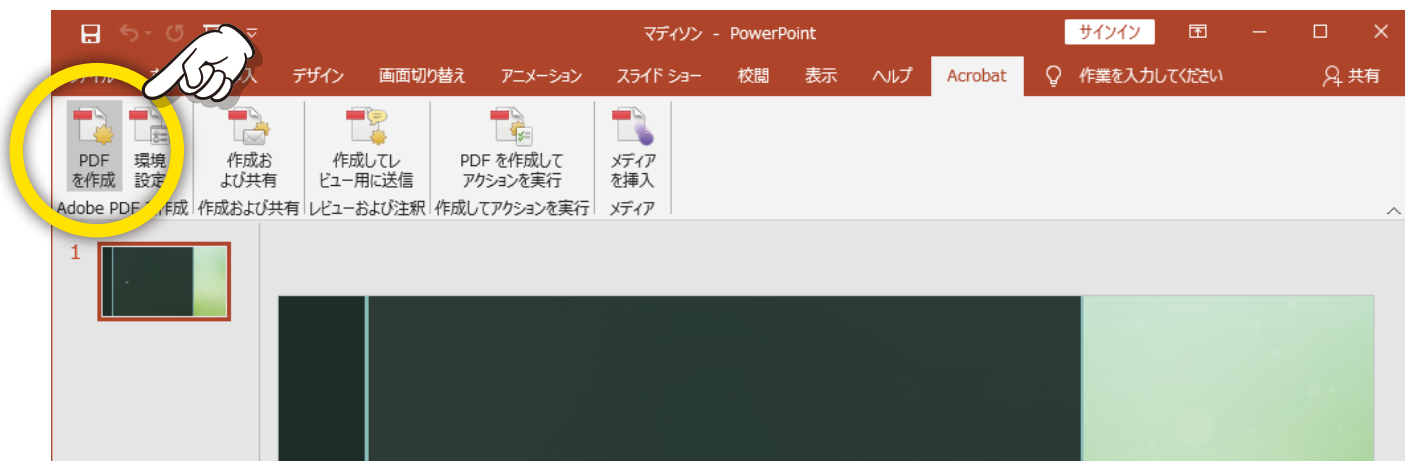 マディソン - PowerPoint
サインイン
デザイン 画面切り替え アニメーション スライド ショー 校閲 表示 ヘルプ Acrobat 作業を入力してください 共有
PDF 環境 作成お 作成してレ PDF を作成して メディア
を作成 設定 よび共有 ビュー用に送信 アクションを実行 を挿入
Adobe PDF を作成 作成および共有 レビューおよび注釈 作成してアクションを実行 メディア
1